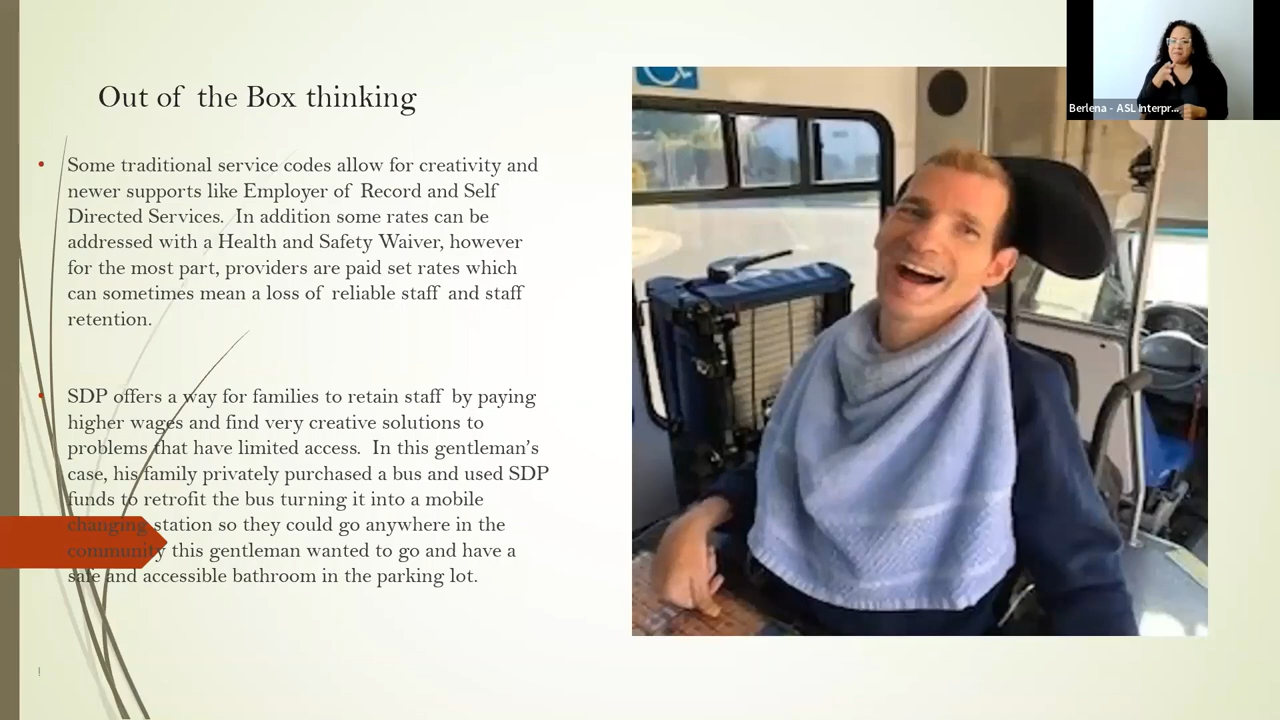 Out of the Box thinking
Some traditional service codes allow for creativity and
newer supports like Employer of Record and Self
Directed Services. In addition some rates can be
addressed with a Health and Safety Waiver, however
for the most part, providers are paid set rates which
can sometimes mean a loss of reliable staff and staff
retention.
SDP offers a way for families to retain staff by paying
higher wages and find very creative solutions to
problems that have limited access. In this gentleman's
case, his family privately purchased a bus and used SDP
funds to retrofit the bus turning it into a mobile
changing station so they could go anywhere in the
community this gentleman wanted to go and have a
safe and accessible bathroom in the parking lot.
Berlena - ASL Interpr...